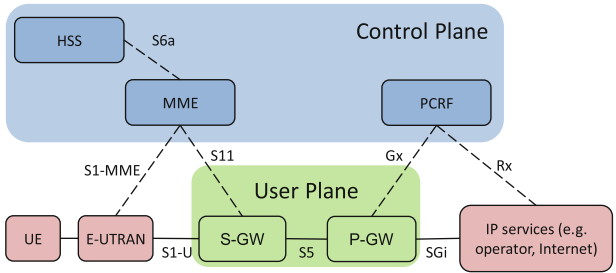 Control Plane
HSS
S6a
MME
PCRF
S1-MME
S11
Gx
Rx
User Plane
UE
E-UTRAN
S1-U
S-GW
S5
P-GW
SGi
IP services (e.g.
operator, Internet)